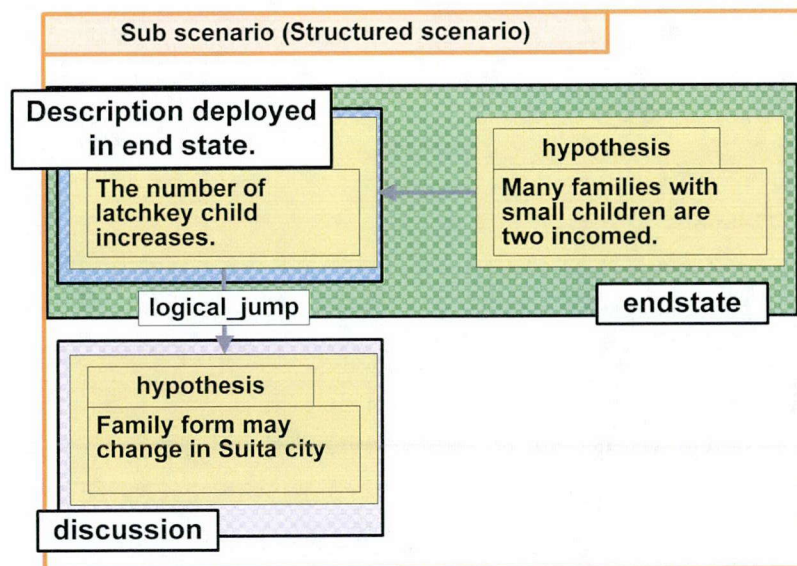 Sub scenario (Structured scenario)
Description deployed
in end state.
The number of
latchkey child
increases.
hypothesis
Many families with
small children are
two incomed.
endstate
logical_jump
hypothesis
Family form may
change in Suita city
discussion